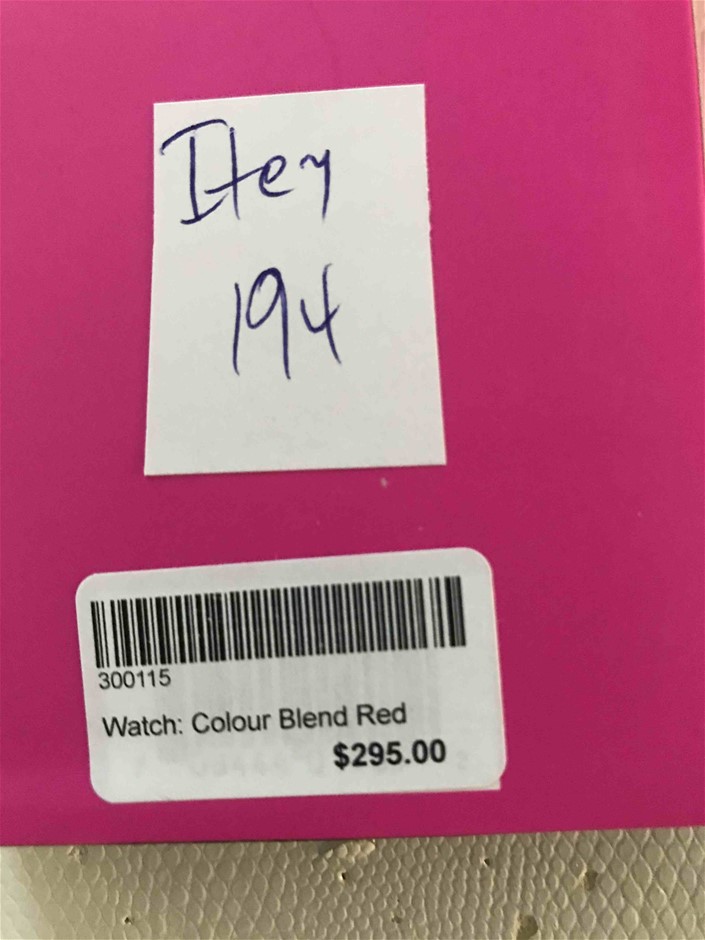 Item
194
300115
Watch: Colour Blend Red
$295.00